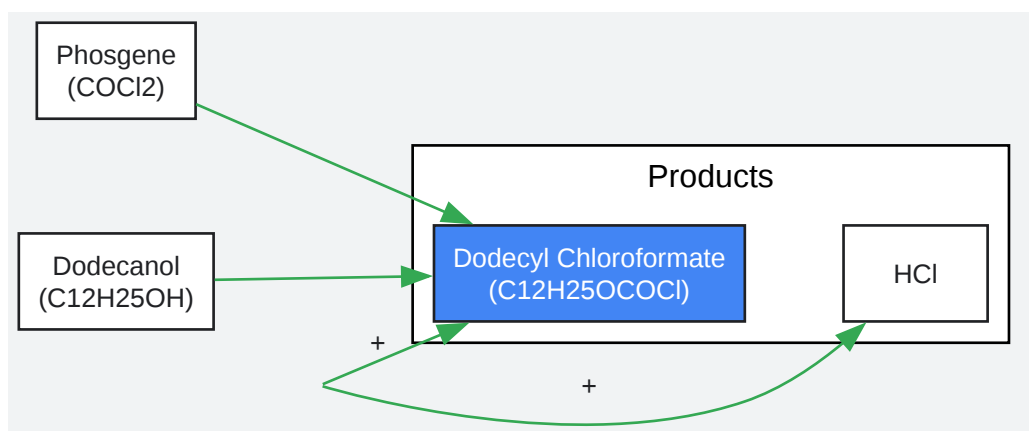 Phosgene
(COCl2)
Products
Dodecanol
(C12H25OH)
Dodecyl Chloroformate
(C12H25OCOCl)
HCl
+
+